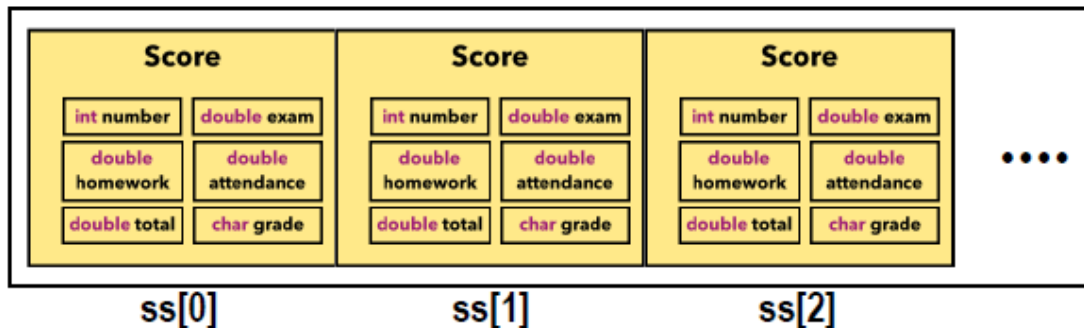 Score Score Score
int number double exam int number double exam int number double exam
double double double double double double
homework attendance homework attendance homework attendance
double total char grade double total char grade double total char grade
ss[0] ss[1] ss[2]